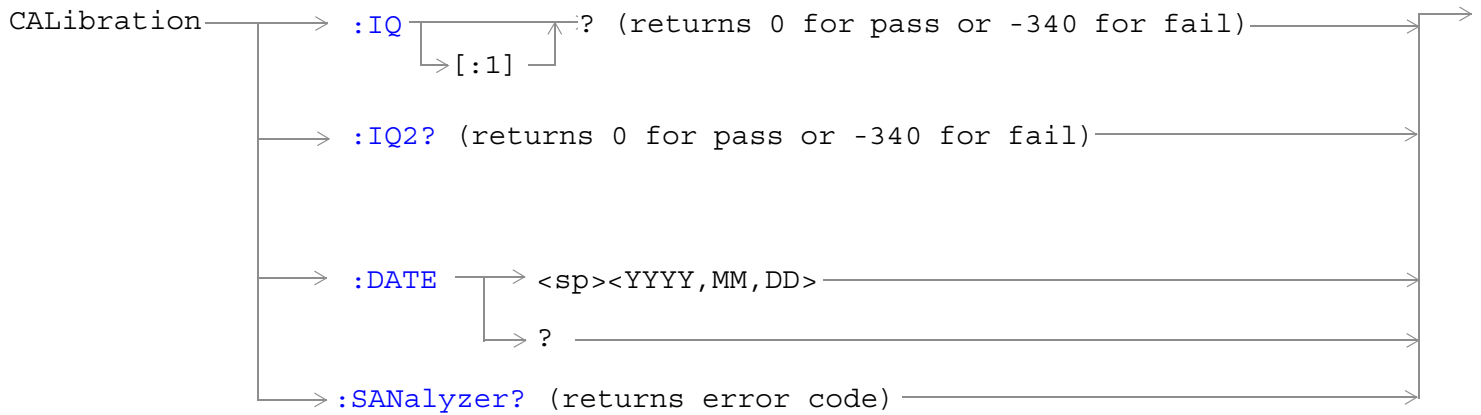 CALibration :IQ ? (returns 0 for pass or -340 for fail)
[:1]
:IQ2? (returns 0 for pass or -340 for fail)
:DATE <sp><YYYY,MM,DD>
?
:SANalyzer? (returns error code)